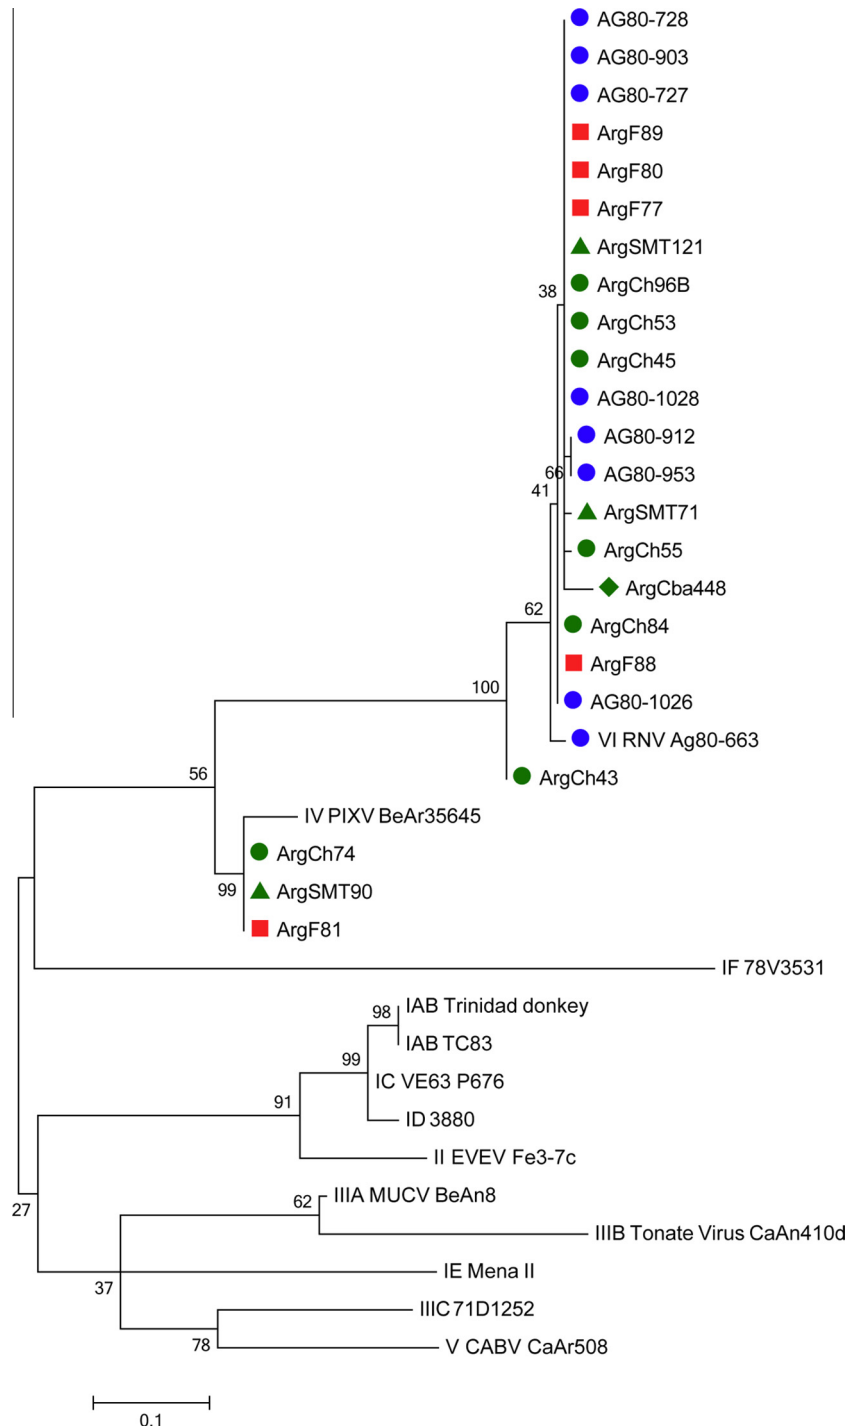 AG80-728
AG80-903
AG80-727
ArgF89
ArgF80
ArgF77
ArgSMT121
ArgCh96B
38
ArgCh53
ArgCh45
AG80-1028
AG80-912
66
AG80-953
41
ArgSMT71
ArgCh55
ArgCba448
62
ArgCh84
ArgF88
100
AG80-1026
VI RNV Ag80-663
56
ArgCh43
IV PIXV BeAr35645
ArgCh74
99
ArgSMT90
ArgF81
IF 78V3531
98
IAB Trinidad donkey
IAB TC83
99
IC VE63 P676
91
ID 3880
II EVEV Fe3-7c
62
IIIA MUCV BeAn8
27
IIIB Tonate Virus CaAn410d
IE Mena II
37
IIIC 71D1252
78
V CABV CaAr508
0.1